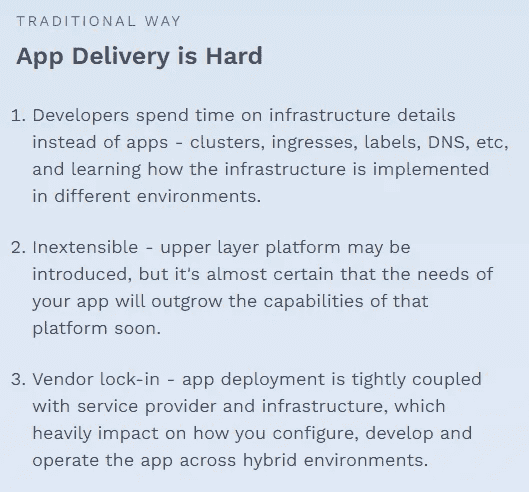 TRADITIONAL WAY
App Delivery is Hard
1. Developers spend time on infrastructure details
instead of apps - clusters, ingresses, labels, DNS, etc,
and learning how the infrastructure is implemented
in different environments.
2. Inextensible - upper layer platform may be
introduced, but it's almost certain that the needs of
your app will outgrow the capabilities of that
platform soon.
3. Vendor lock-in - app deployment is tightly coupled
with service provider and infrastructure, which
heavily impact on how you configure, develop and
operate the app across hybrid environments.